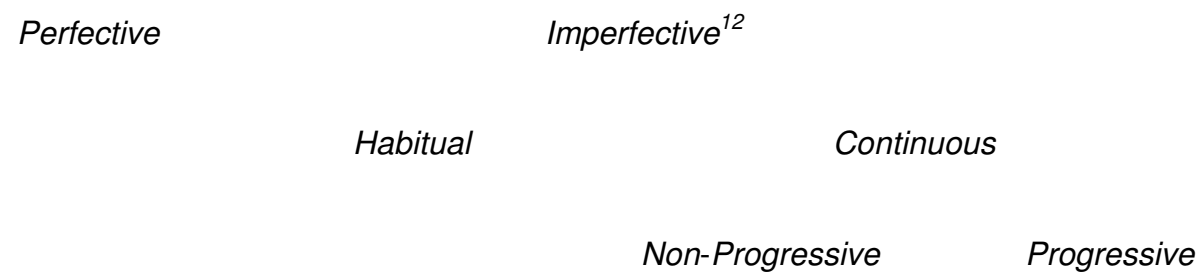 Perfective Imperfective12
Habitual Continuous
Non-Progressive Progressive